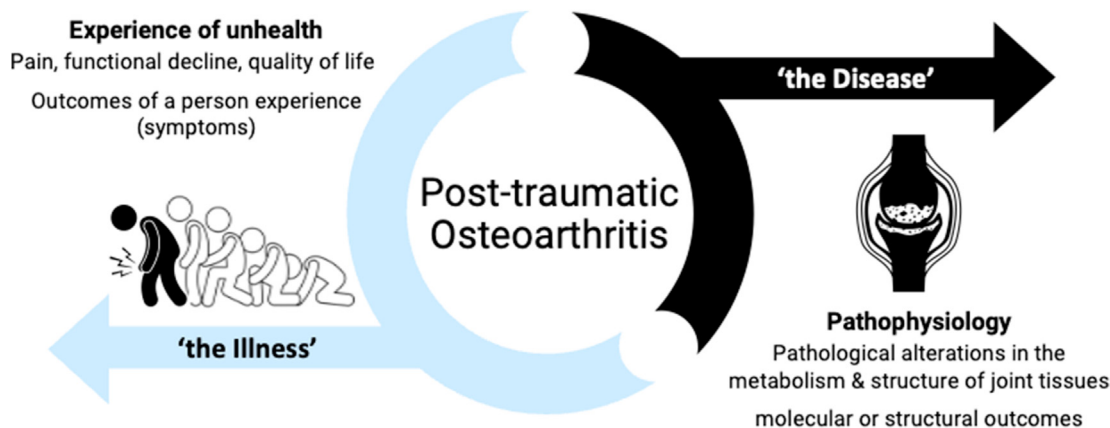 Experience of unhealth
Pain, functional decline, quality of life
Outcomes of a person experience
(symptoms)
'the Disease'
Post-traumatic
Osteoarthritis
'the Illness'
Pathophysiology
Pathological alterations in the
metabolism & structure of joint tissues
molecular or structural outcomes